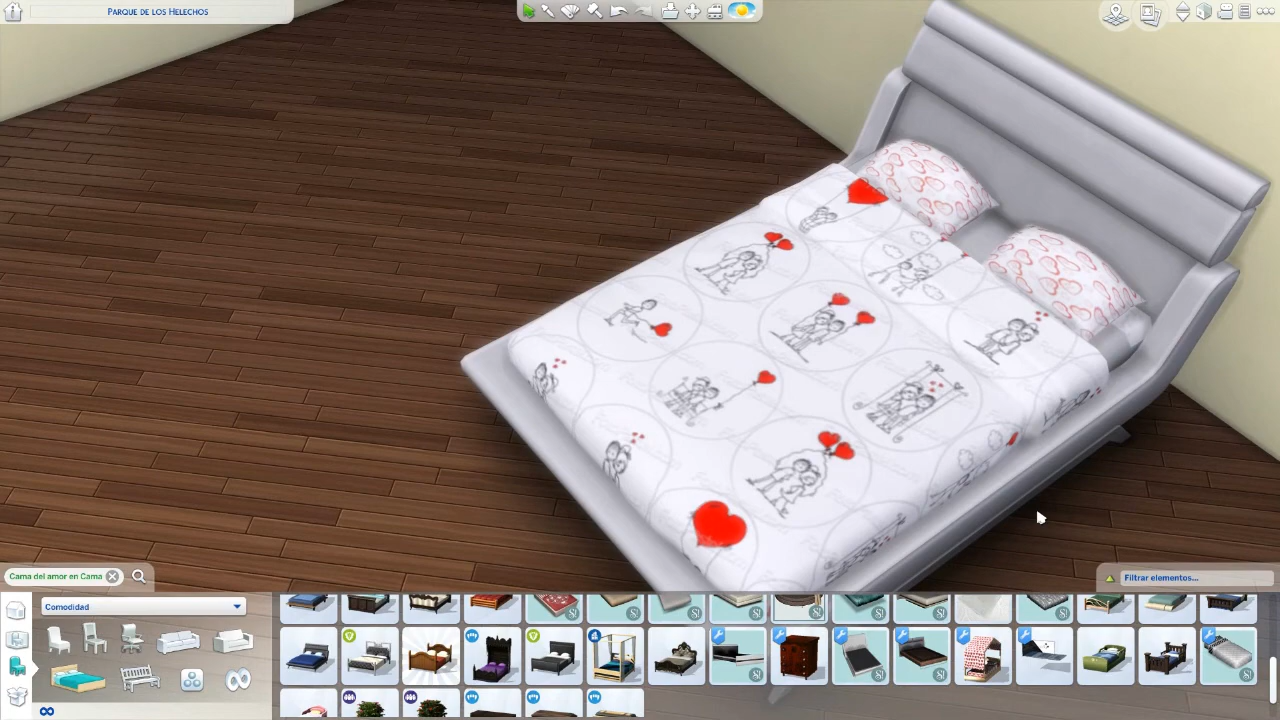 Parque de los Helechos
Cama del amor en Cama
Filtrar elementos...
Comodidad